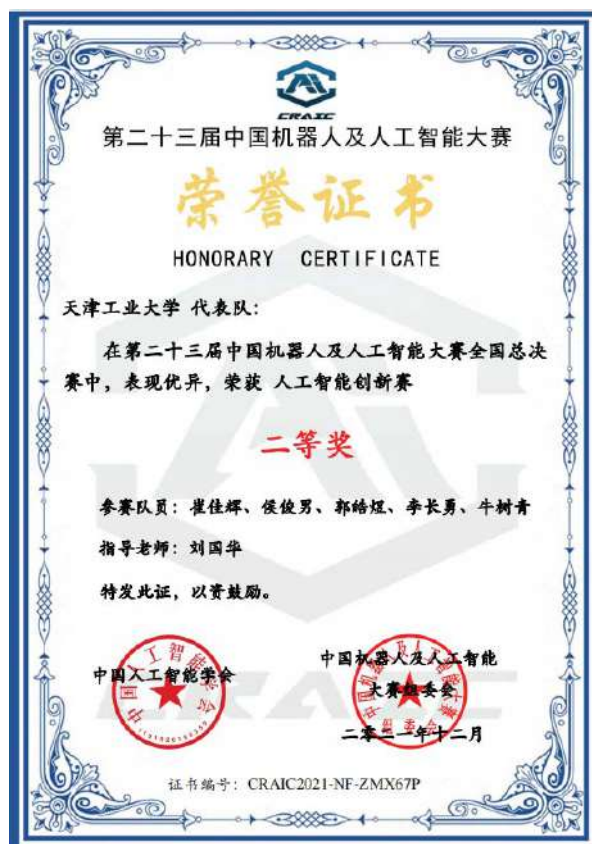 CRAIC
第二十三届中国机器人及人工智能大赛
荣誉证书
HONORARY CERTIFICATE
天津工业大学 代表队：
在第二十三届中国机器人及人工智能大赛全国总决
赛中，表现优异，荣获 人工智能创新赛
二等奖
参赛队员：崔佳辉、侯俊男、郭皓煊、李长勇、牛树青
指导老师：刘国华
特发此证，以资鼓励。
中国人工智能学会
中国机器人及人工智能
大赛组委会
二零二一年十二月
证书编号：CRAIC2021-NF-ZMX67P